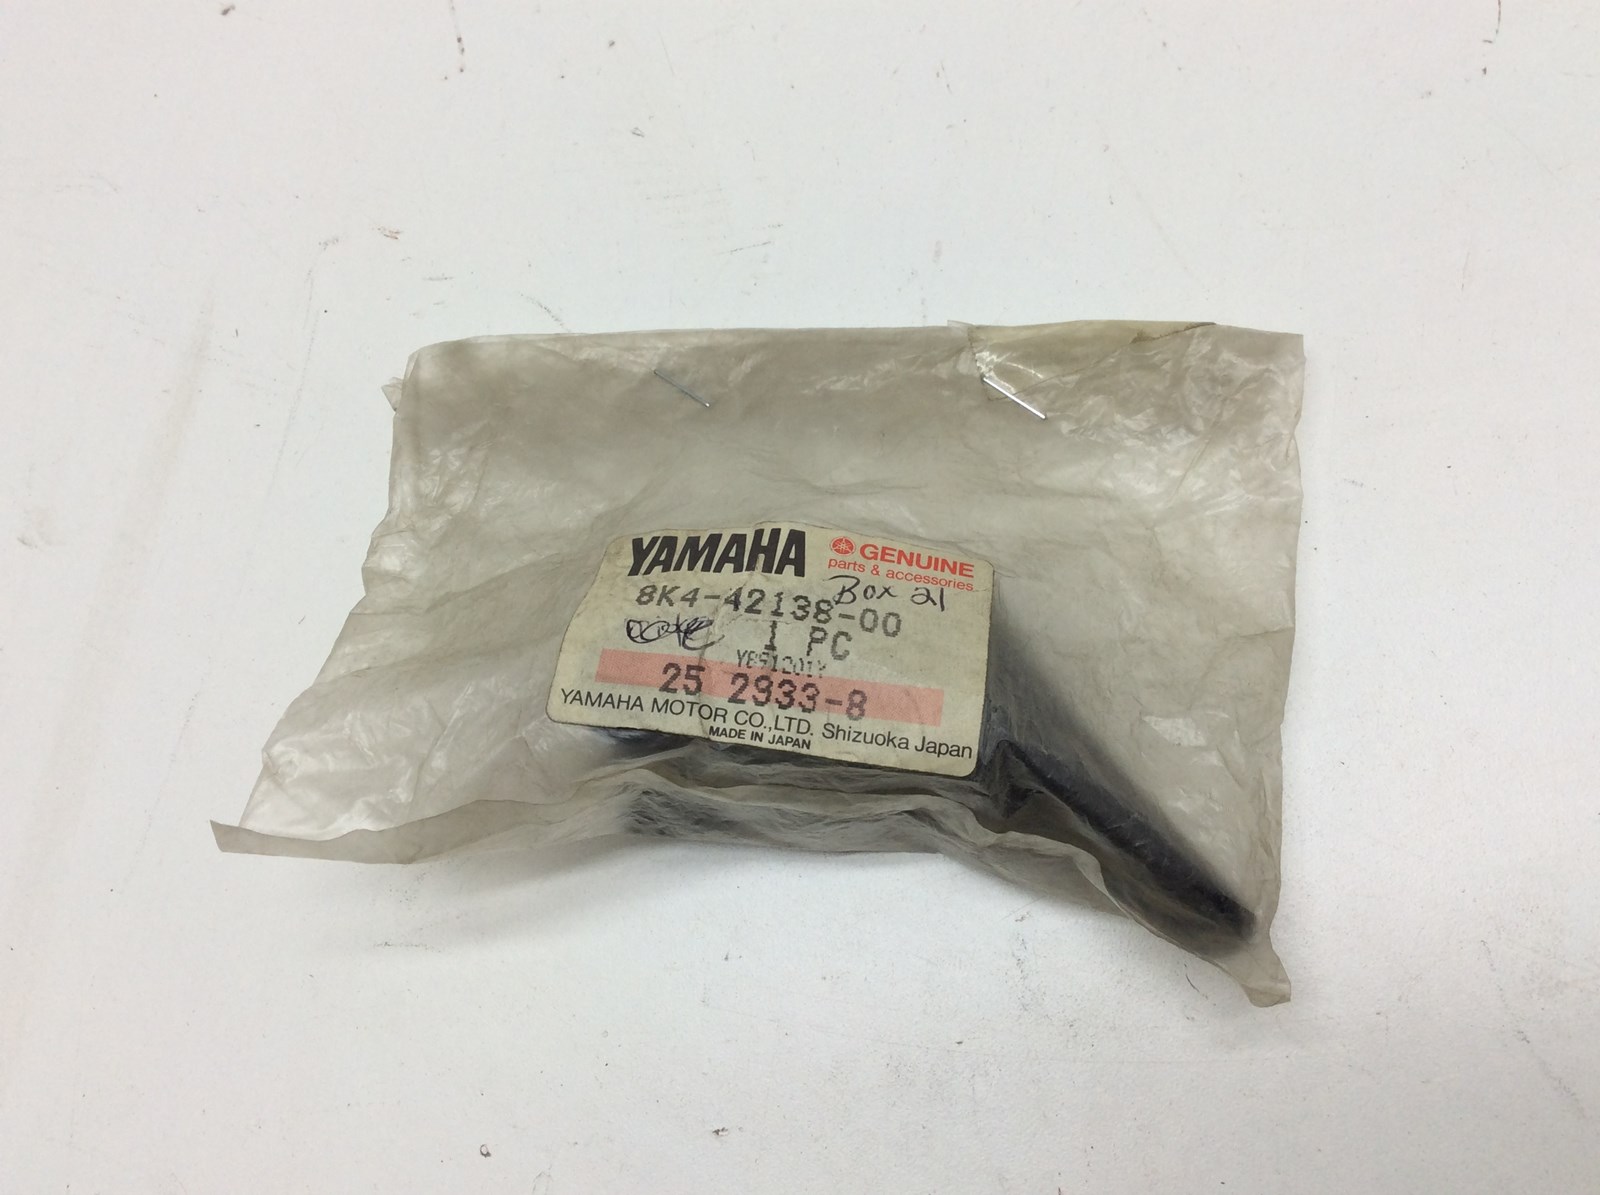 YAMAHA GENUINE
parts & accessories
Box 21
8K4-42138-00
1 PC
YBS1201Y
25 2933-8
YAMAHA MOTOR CO.,LTD. Shizuoka Japan
MADE IN JAPAN